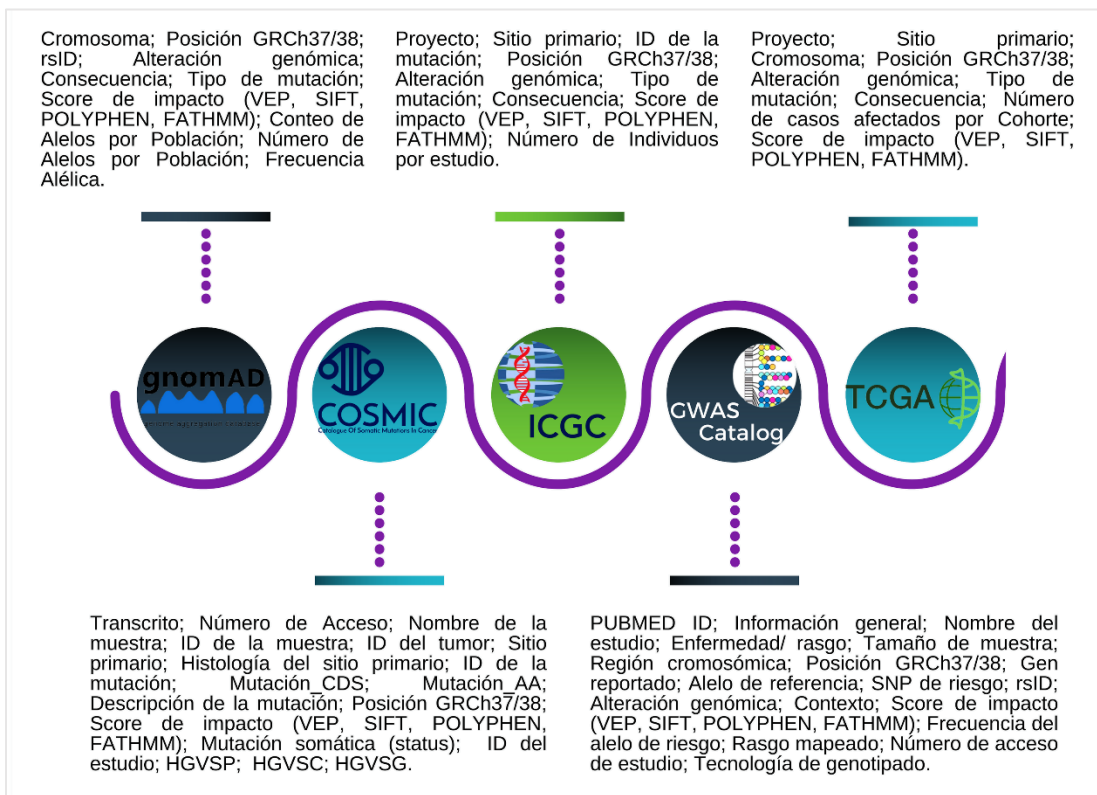 Cromosoma; Posición GRCh37/38;
rsID; Alteración genómica;
Consecuencia; Tipo de mutación;
Score de impacto (VEP, SIFT,
POLYPHEN, FATHMM); Conteo de
Alelos por Población; Número de
Alelos por Población; Frecuencia
Alélica.
Proyecto; Sitio primario; ID de la
mutación; Posición GRCh37/38;
Alteración genómica; Tipo de
mutación; Consecuencia; Score de
impacto (VEP, SIFT, POLYPHEN,
FATHMM); Número de Individuos
por estudio.
Proyecto; Sitio primario;
Cromosoma; Posición GRCh37/38;
Alteración genómica; Tipo de
mutación; Consecuencia; Número
de casos afectados por Cohorte;
Score de impacto (VEP, SIFT,
POLYPHEN, FATHMM).
gnomAD
COSMIC
Catalogue Of Somatic Mutations In Cancer
ICGC
GWAS
Catalog
TCGA
Transcrito; Número de Acceso; Nombre de la
muestra; ID de la muestra; ID del tumor; Sitio
primario; Histología del sitio primario; ID de la
mutación; Mutación_CDS; Mutación_AA;
Descripción de la mutación; Posición GRCh37/38;
Score de impacto (VEP, SIFT, POLYPHEN,
FATHMM); Mutación somática (status); ID del
estudio; HGVSP; HGVSC; HGVSG.
PUBMED ID; Información general; Nombre del
estudio; Enfermedad/ rasgo; Tamaño de muestra;
Región cromosómica; Posición GRCh37/38; Gen
reportado; Alelo de referencia; SNP de riesgo; rsID;
Alteración genómica; Contexto; Score de impacto
(VEP, SIFT, POLYPHEN, FATHMM); Frecuencia del
alelo de riesgo; Rasgo mapeado; Número de acceso
de estudio; Tecnología de genotipado.